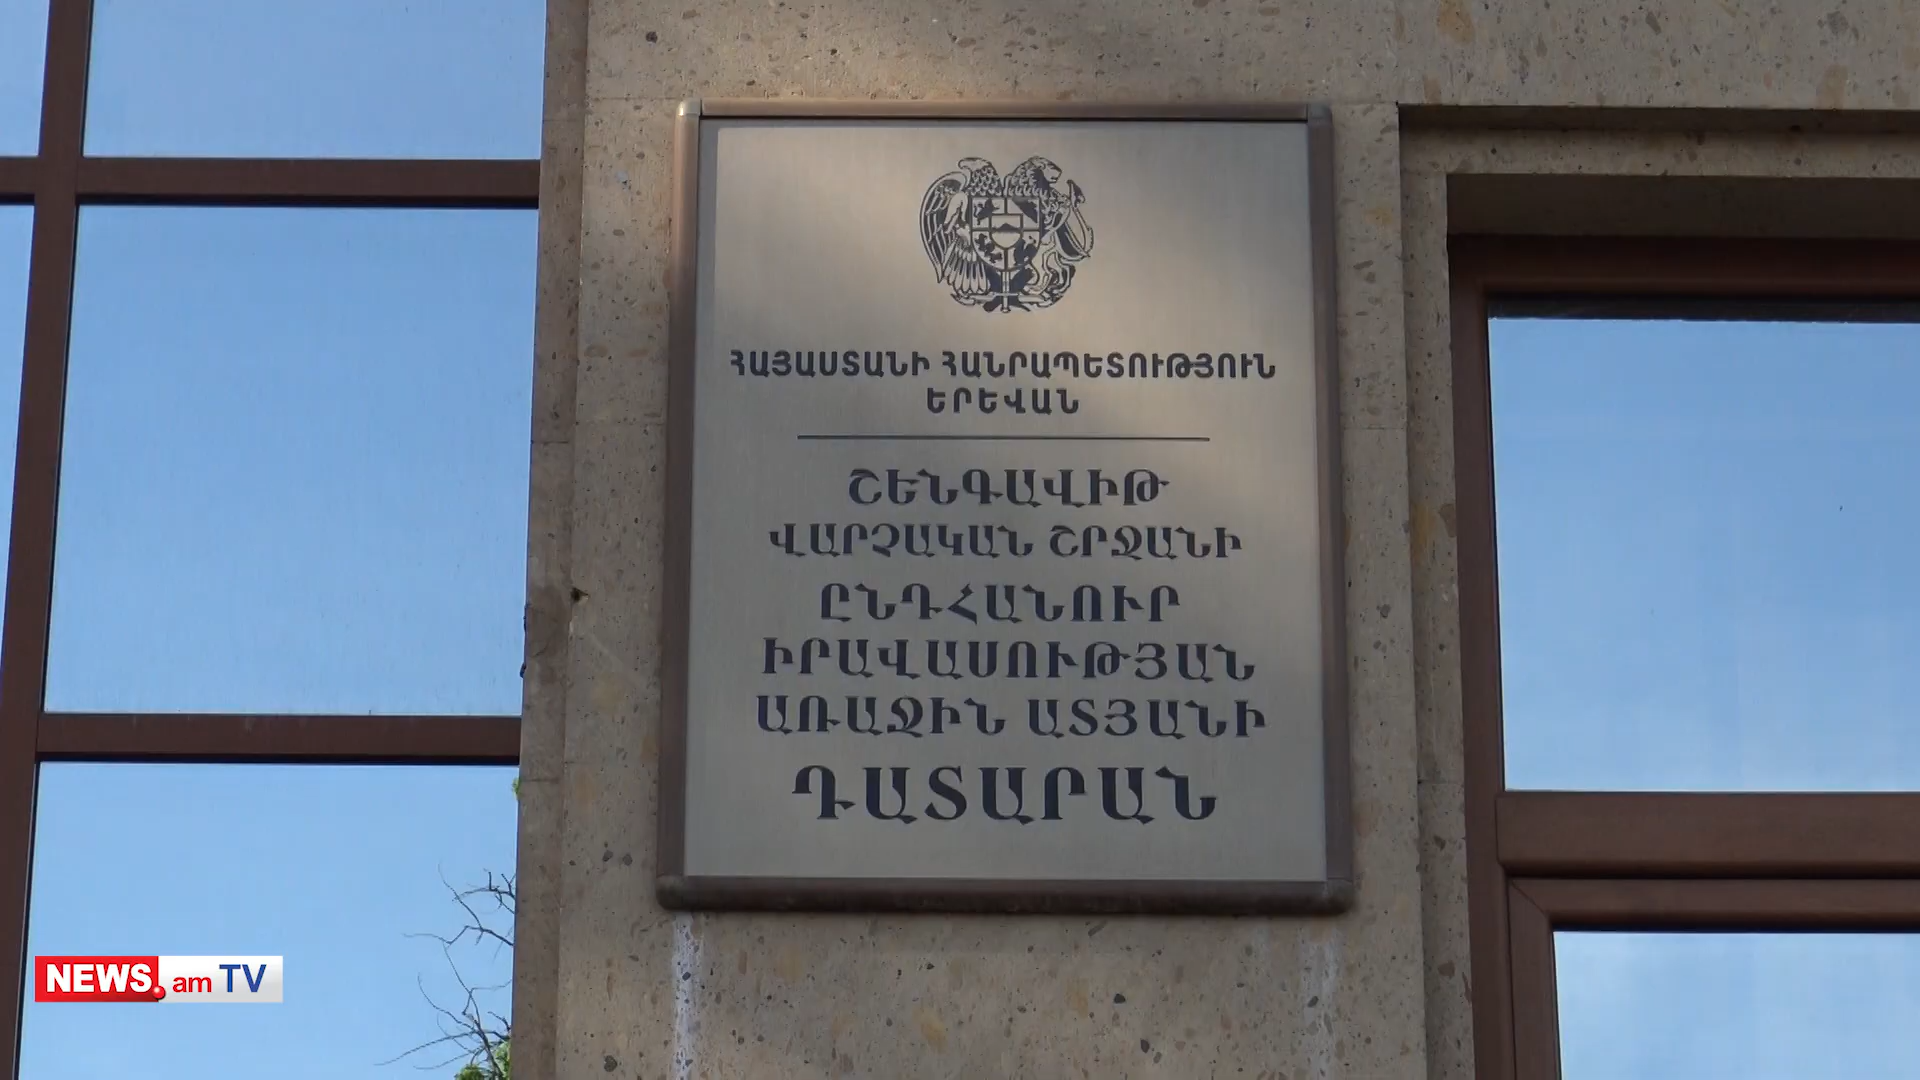 ՀԱՅԱՍՏԱՆԻ ՀԱՆՐԱՊԵՏՈՒԹՅՈՒՆ
ԵՐԵՎԱՆ
ՇԵՆԳԱՎԻԹ
ՎԱՐՉԱԿԱՆ ՇՐՋԱՆԻ
ԸՆԴՀԱՆՈՒՐ
ԻՐԱՎԱՍՈՒԹՅԱՆ
ԱՌԱՋԻՆ ԱՏՅԱՆԻ
ԴԱՏԱՐԱՆ
NEWS.am TV